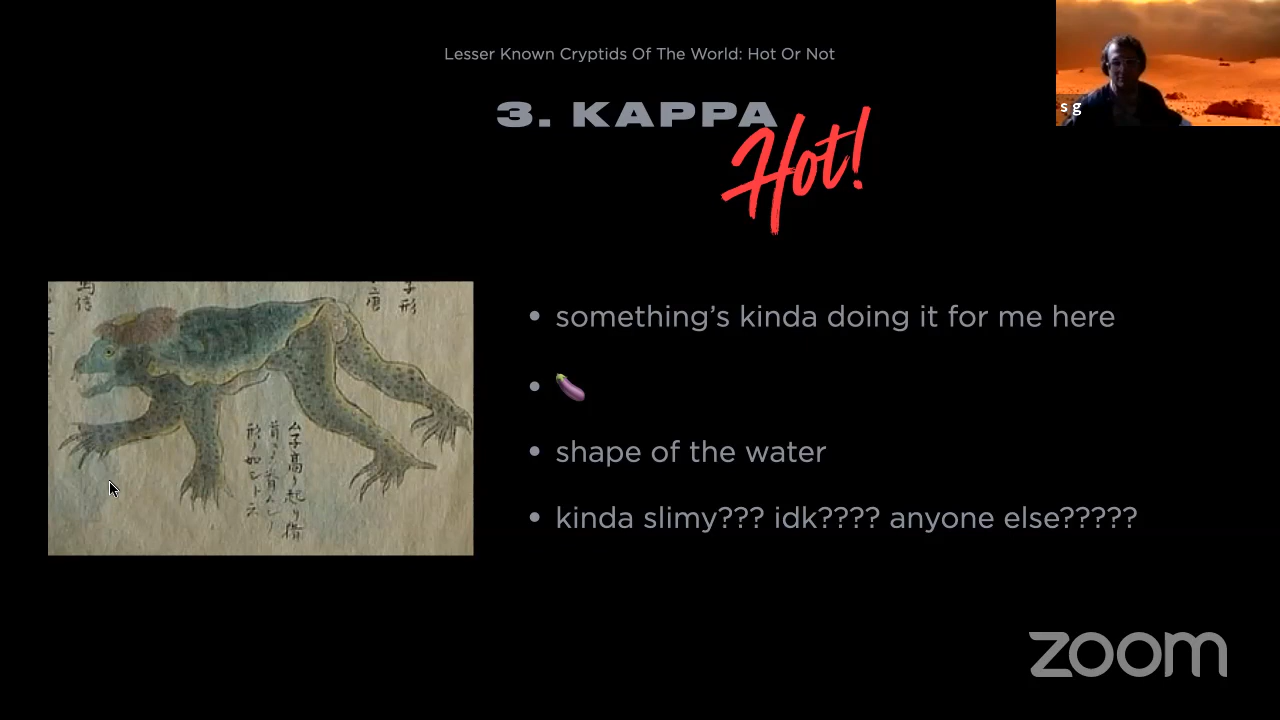 Lesser Known Cryptids Of The World: Hot Or Not
3. KAPPA
Hot!
s g
something’s kinda doing it for me here
🍆
shape of the water
kinda slimy??? idk???? anyone else?????
zoom